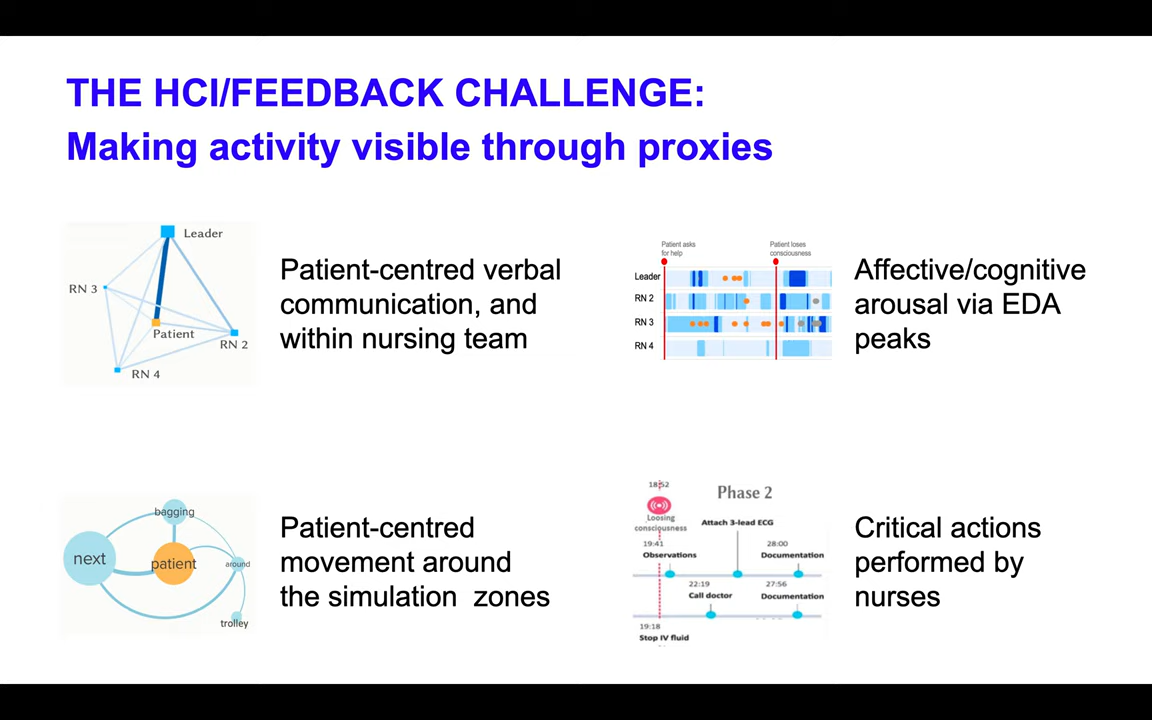 THE HCI/FEEDBACK CHALLENGE:
Making activity visible through proxies
Leader
RN 3
Patient
RN 2
RN 4
Patient-centred verbal
communication, and
within nursing team
Patient asks
for help
Patient loses
consciousness
Leader
RN 2
RN 3
RN 4
Affective/cognitive
arousal via EDA
peaks
bagging
next
patient
around
trolley
Patient-centred
movement around
the simulation zones
18:52
Phase 2
Loosing
consciousness
Attach 3-lead ECG
19:41
Observations
28:00
Documentation
22:19
Call doctor
27:56
Documentation
19:18
Stop IV fluid
Critical actions
performed by
nurses